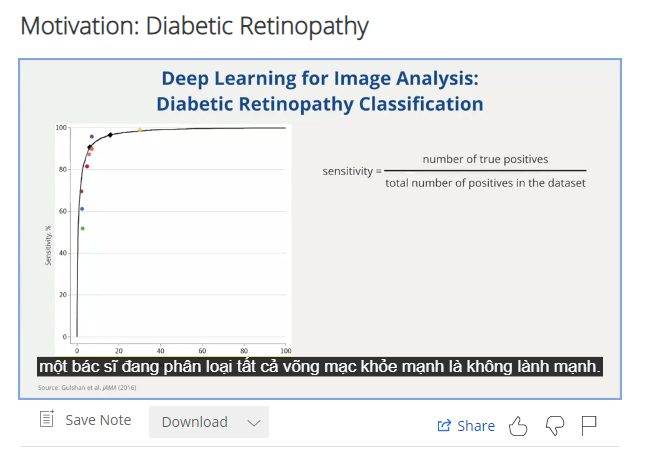 Motivation: Diabetic Retinopathy
Deep Learning for Image Analysis:
Diabetic Retinopathy Classification
100
80
60
40
20
0
Sensitivity, %
0 20 40 60 80 100
sensitivity =
number of true positives
total number of positives in the dataset
một bác sĩ đang phân loại tất cả võng mạc khỏe mạnh là không lành mạnh.
Source: Gulshan et al. JAMA (2016)
Save Note
Download
Share